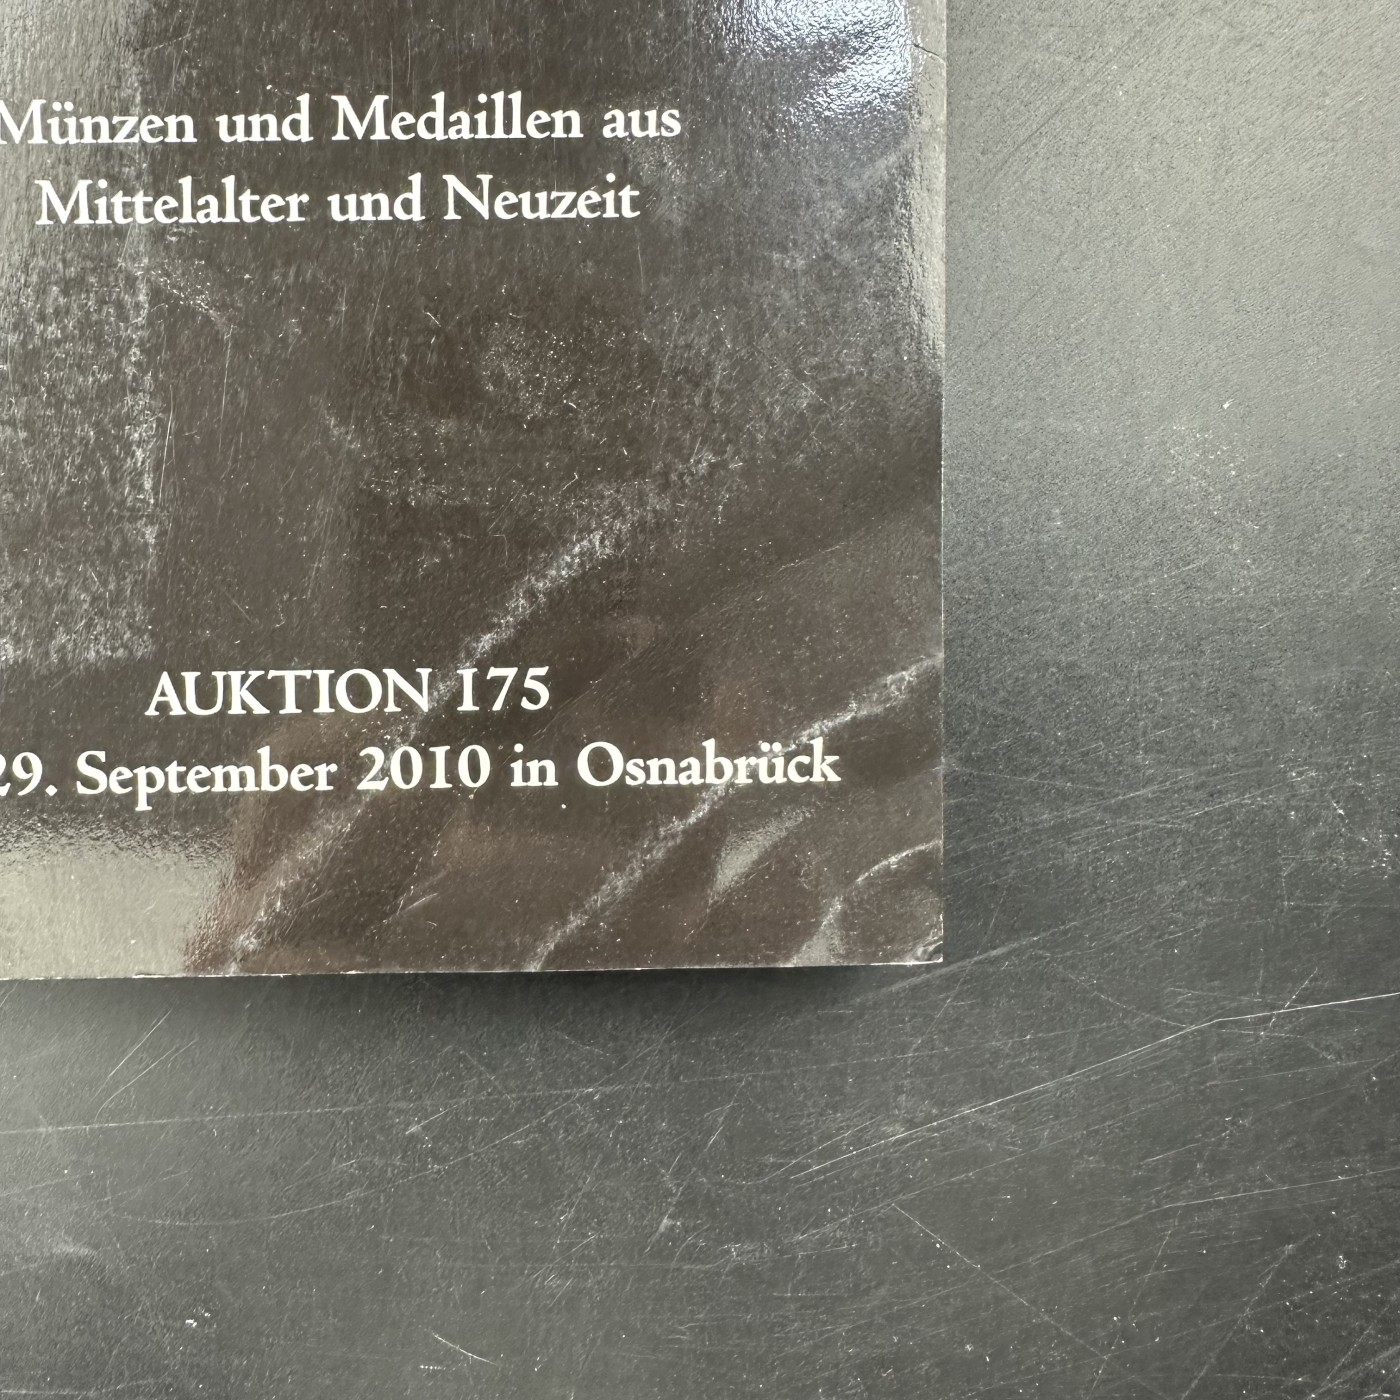 Münzen und Medaillen aus
Mittelalter und Neuzeit
AUKTION 175
29. September 2010 in Osnabrück